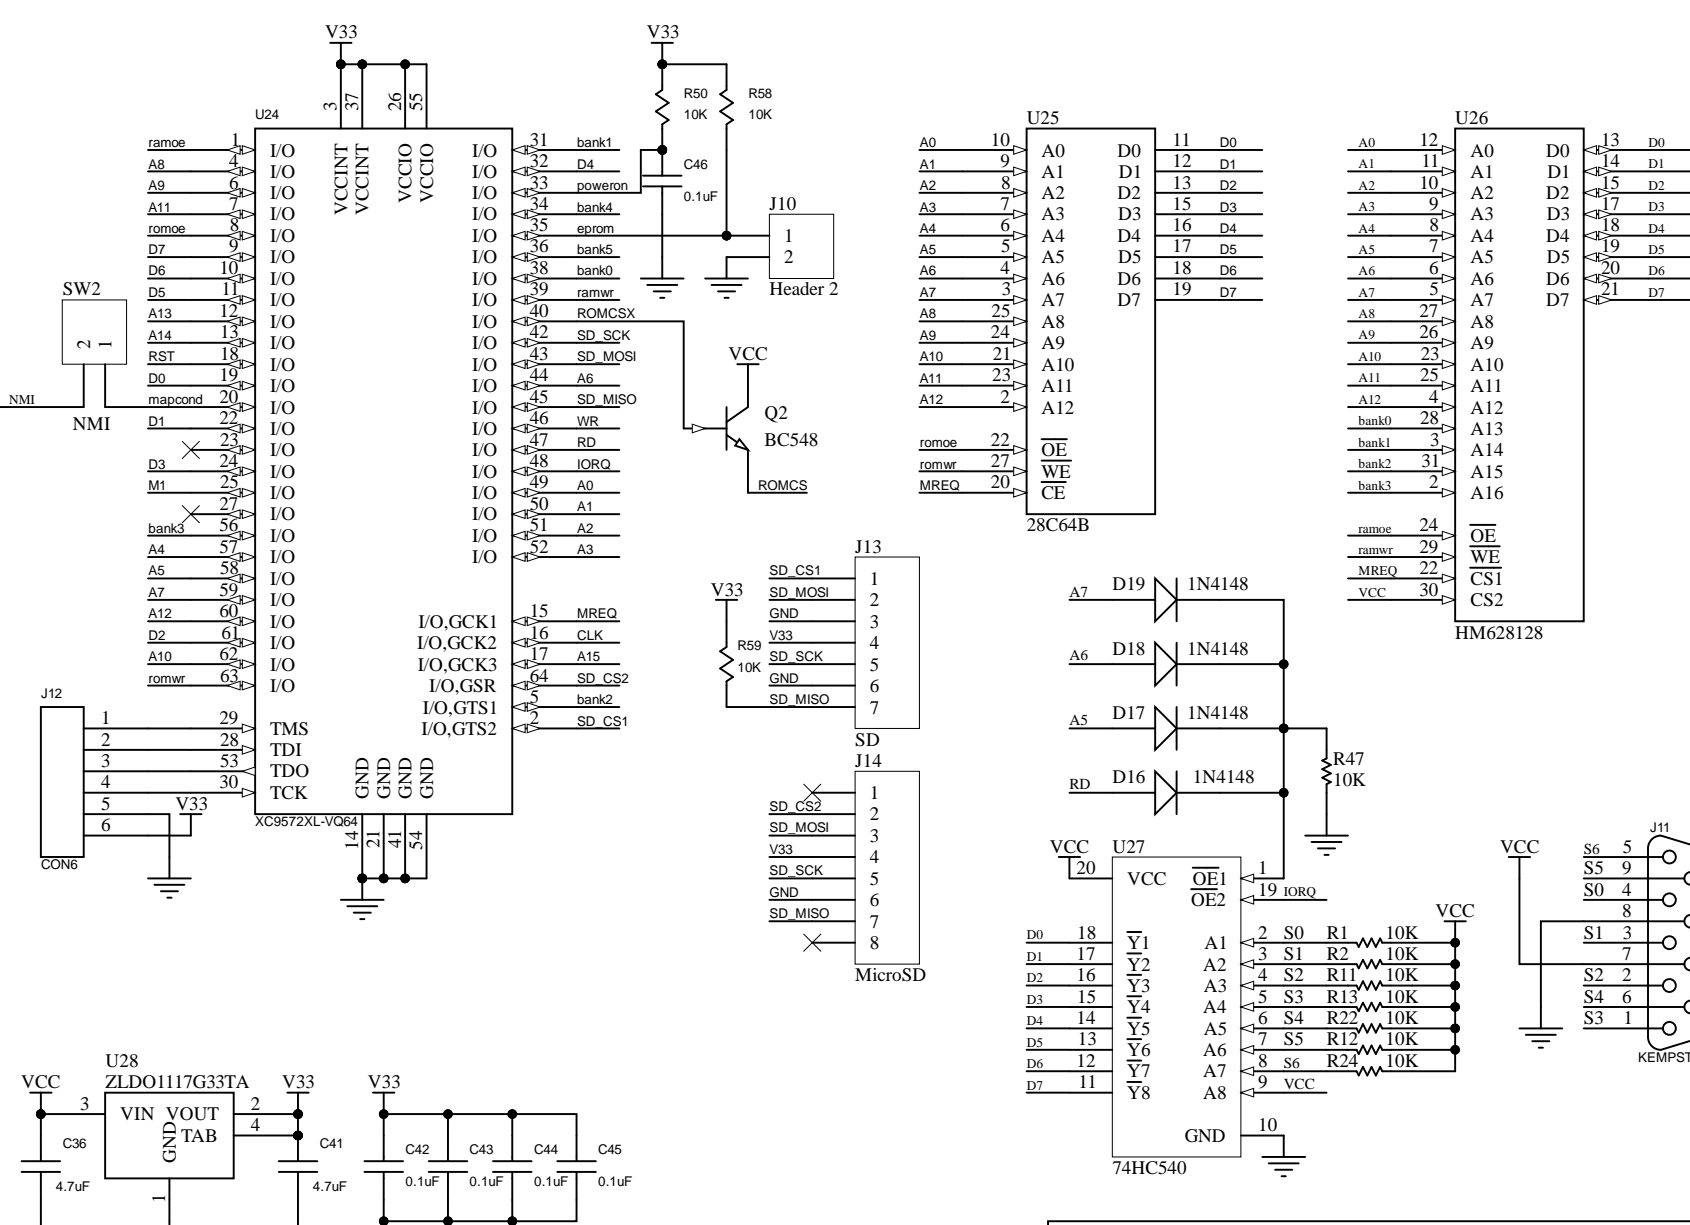 V33
3
37
26
55
U24
VCCINT
VCCINT
VCCIO
VCCIO
ramoe 1 I/O
A8 4 I/O
A9 6 I/O
A11 7 I/O
romoe 8 I/O
D7 9 I/O
D6 10 I/O
D5 11 I/O
A13 12 I/O
A14 13 I/O
RST 18 I/O
D0 19 I/O
mapcond 20 I/O
D1 22 I/O
23 I/O
D3 24 I/O
M1 25 I/O
27 I/O
bank3 56 I/O
A4 57 I/O
A5 58 I/O
A7 59 I/O
A12 60 I/O
D2 61 I/O
A10 62 I/O
romwr 63 I/O
29 TMS
28 TDI
53 TDO
30 TCK
I/O 31 bank1
I/O 32 D4
I/O 33 poweron
I/O 34 bank4
I/O 35 eprom
I/O 36 bank5
I/O 38 bank0
I/O 39 ramwr
I/O 40 ROMCSX
I/O 42 SD_SCK
I/O 43 SD_MOSI
I/O 44 A6
I/O 45 SD_MISO
I/O 46 WR
I/O 47 RD
I/O 48 IORQ
I/O 49 A0
I/O 50 A1
I/O 51 A2
I/O 52 A3
I/O,GCK1 15 MREQ
I/O,GCK2 16 CLK
I/O,GCK3 17 A15
I/O,GSR 64 SD_CS2
I/O,GTS1 5 bank2
I/O,GTS2 2 SD_CS1
GND
GND
GND
GND
XC9572XL-VQ64
14
21
41
54
SW2
2
1
NMI
NMI
J12
1
2
3
4
5
6
V33
CON6
V33
R50
10K
R58
10K
C46
0.1uF
J10
1
2
Header 2
VCC
Q2
BC548
ROMCS
U25
A0 10 A0 D0 11 D0
A1 9 A1 D1 12 D1
A2 8 A2 D2 13 D2
A3 7 A3 D3 15 D3
A4 6 A4 D4 16 D4
A5 5 A5 D5 17 D5
A6 4 A6 D6 18 D6
A7 3 A7 D7 19 D7
A8 25 A8
A9 24 A9
A10 21 A10
A11 23 A11
A12 2 A12
romoe 22 OE
romwr 27 WE
MREQ 20 CE
28C64B
U26
A0 12 A0 D0 13 D0
A1 11 A1 D1 14 D1
A2 10 A2 D2 15 D2
A3 9 A3 D3 17 D3
A4 8 A4 D4 18 D4
A5 7 A5 D5 19 D5
A6 6 A6 D6 20 D6
A7 5 A7 D7 21 D7
A8 27 A8
A9 26 A9
A10 23 A10
A11 25 A11
A12 4 A12
bank0 28 A13
bank1 3 A14
bank2 31 A15
bank3 2 A16
ramoe 24 OE
ramwr 29 WE
MREQ 22 CS1
VCC 30 CS2
HM628128
J13
SD_CS1 1
SD_MOSI 2
GND 3
V33 4
SD_SCK 5
GND 6
SD_MISO 7
SD
V33
R59
10K
J14
1
SD_CS2 2
SD_MOSI 3
V33 4
SD_SCK 5
GND 6
SD_MISO 7
8
MicroSD
A7 D19 1N4148
A6 D18 1N4148
A5 D17 1N4148
RD D16 1N4148
R47
10K
VCC
U27
20 VCC OE1 1
OE2 19 IORQ
VCC
D0 18 Y1 A1 2 S0 R1 10K
D1 17 Y2 A2 3 S1 R2 10K
D2 16 Y3 A3 4 S2 R11 10K
D3 15 Y4 A4 5 S3 R13 10K
D4 14 Y5 A5 6 S4 R22 10K
D5 13 Y6 A6 7 S5 R12 10K
D6 12 Y7 A7 8 S6 R24 10K
D7 11 Y8 A8 9 VCC
GND 10
74HC540
VCC
J11
S6 5
S5 9
S0 4
8
S1 3
7
S2 2
S4 6
S3 1
KEMPST
U28
ZLDO1117G33TA
VCC
3 VIN VOUT 2
TAB 4
GND
1
V33
C36
4.7uF
C41
4.7uF
V33
C42
0.1uF
C43
0.1uF
C44
0.1uF
C45
0.1uF